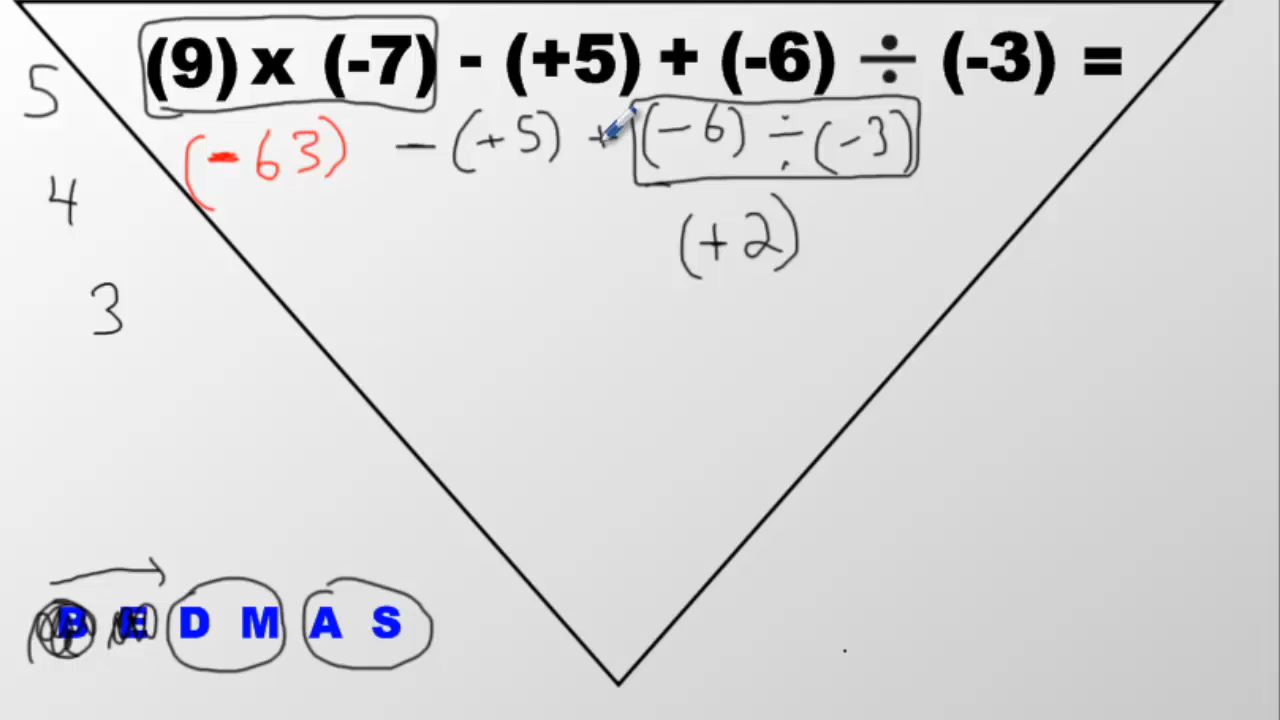 (9) x (-7) - (+5) + (-6) ÷ (-3) =
5
(-63) - (+5) + (-6) ÷ (-3)
4
(+2)
3
B E D M A S